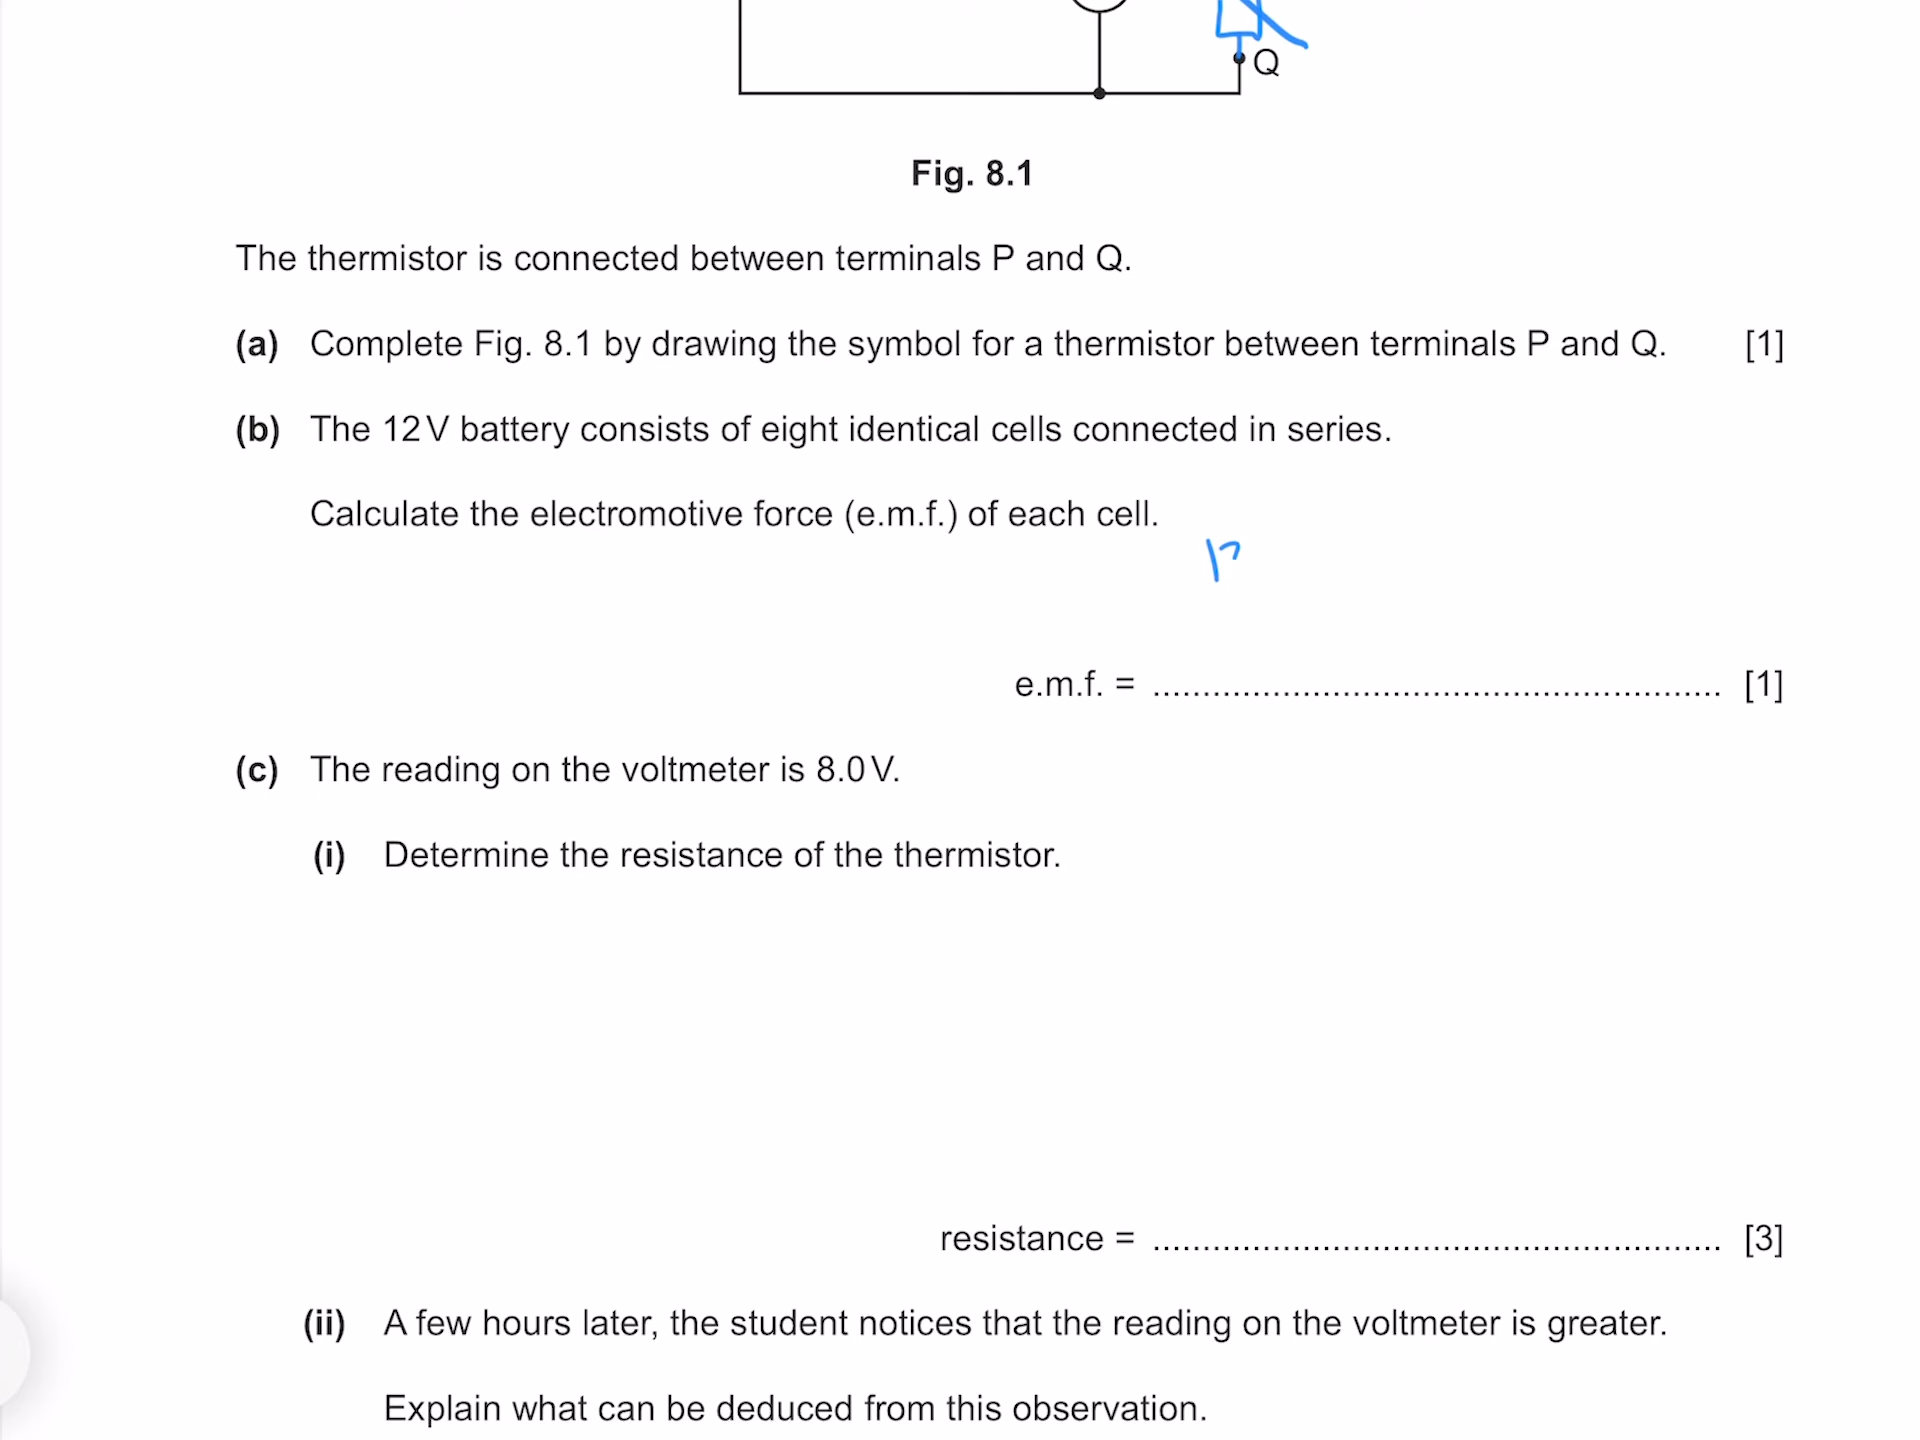 Q
Fig. 8.1
The thermistor is connected between terminals P and Q.
(a) Complete Fig. 8.1 by drawing the symbol for a thermistor between terminals P and Q. [1]
(b) The 12 V battery consists of eight identical cells connected in series.
Calculate the electromotive force (e.m.f.) of each cell.
e.m.f. = ......................................................... [1]
(c) The reading on the voltmeter is 8.0 V.
(i) Determine the resistance of the thermistor.
resistance = ......................................................... [3]
(ii) A few hours later, the student notices that the reading on the voltmeter is greater.
Explain what can be deduced from this observation.